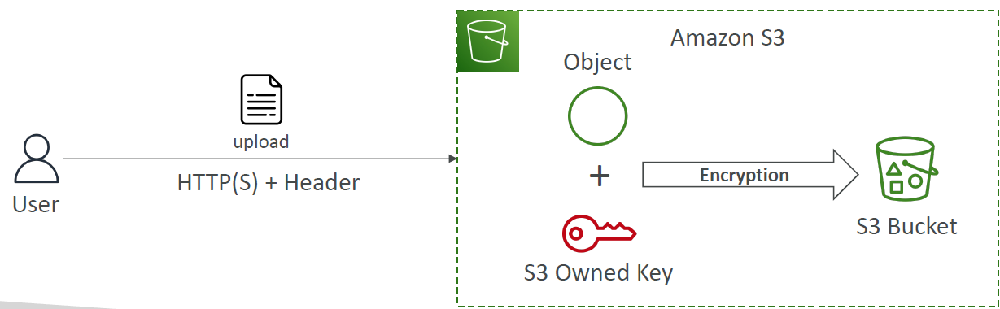 Amazon S3
Object
upload
HTTP(S) + Header
User
+
Encryption
S3 Bucket
S3 Owned Key